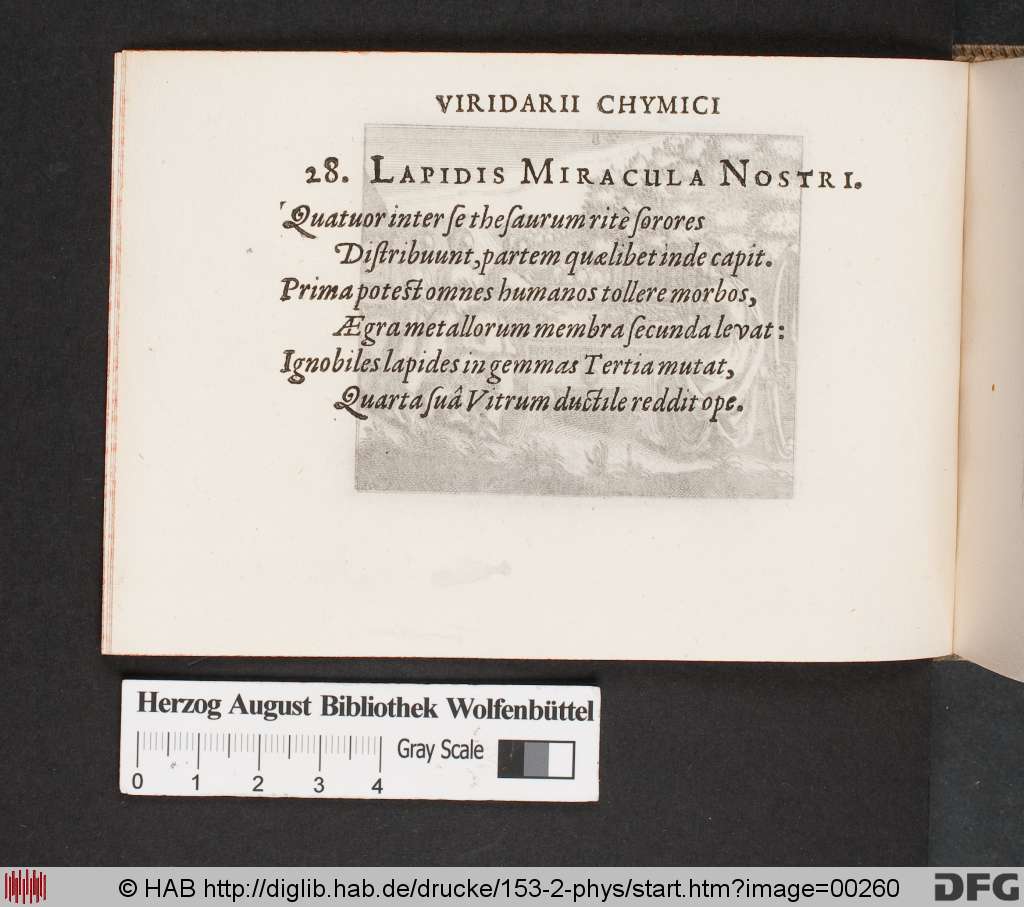 VIRIDARII CHYMICI
28. LAPIDIS MIRACULA NOSTRI.
Quatuor inter ſe theſaurum ritè ſorores
Diſtribuunt, partem quælibet inde capit.
Prima poteſt omnes humanos tollere morbos,
Ægra metallorum membra ſecunda levat:
Ignobiles lapides in gemmas Tertia mutat,
Quarta ſuâ Vitrum ductile reddit ope.
Herzog August Bibliothek Wolfenbüttel
Gray Scale
0 1 2 3 4
© HAB http://diglib.hab.de/drucke/153-2-phys/start.htm?image=00260
DFG